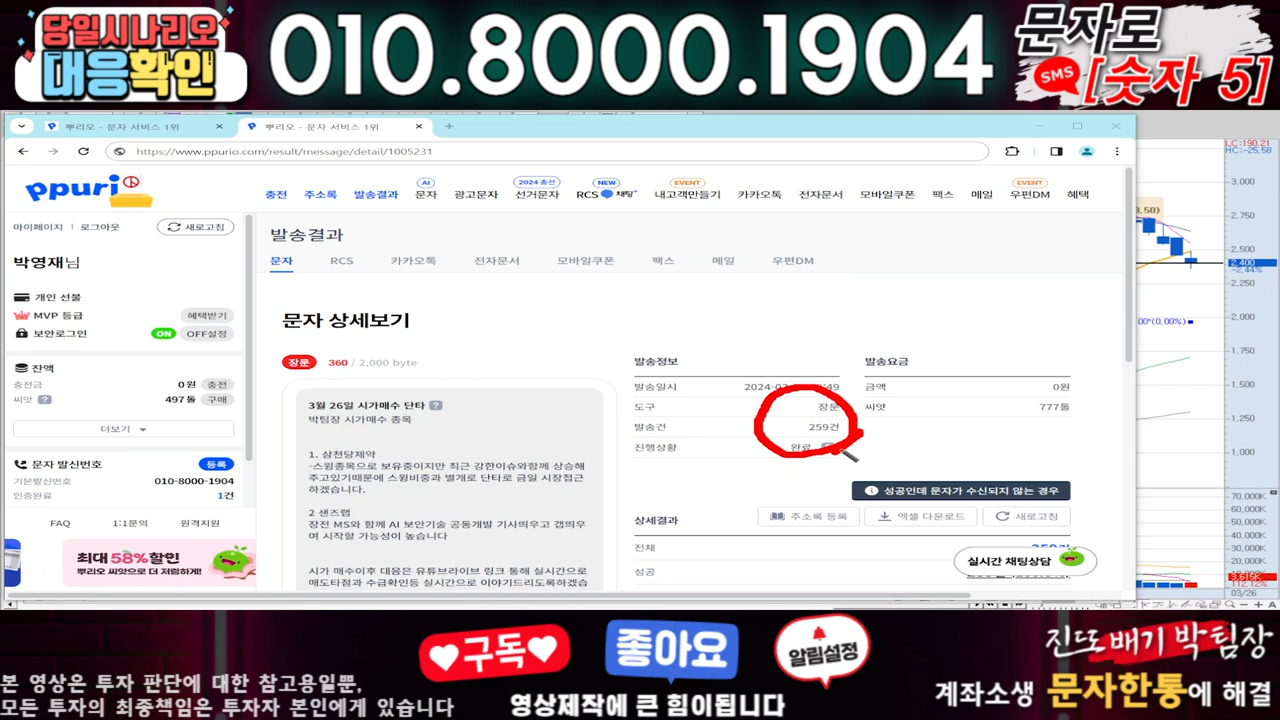 당일시나리오
대응확인
010.8000.1904
문자로
SMS [숫자 5]
뿌리오 - 문자 서비스 1위
뿌리오 - 문자 서비스 1위
https://www.ppurio.com/result/message/detail/1005231
ppuri
충전 주소록 발송결과 AI 문자 광고문자 2024 총선 선거문자 NEW RCS 채팅+ EVENT 내고객만들기 카카오톡 전자문서 모바일쿠폰 팩스 메일 EVENT 우편DM 혜택
마이페이지 로그아웃 새로고침
박영재님
개인 선불
MVP 등급 혜택받기
보안로그인 ON OFF설정
잔액
충전금 0원 충전
씨앗 ? 497톨 구매
더보기
문자 발신번호 등록
기본발신번호 010-8000-1904
인증완료 1건
FAQ 1:1문의 원격지원
최대 58%할인
뿌리오 씨앗으로 더 저렴하게!
발송결과
문자 RCS 카카오톡 전자문서 모바일쿠폰 팩스 메일 우편DM
문자 상세보기
장문 360 / 2,000 byte
3월 26일 시가매수 단타 ?
박팀장 시가매수 종목
1. 삼천당제약
-스윙종목으로 보유중이지만 최근 강한이슈와함께 상승해
주고있기때문에 스윙비중과 별개로 단타로 금일 시장접근
하겠습니다.
2 샌즈랩
장전 MS와 함께 AI 보안기술 공동개발 기사띄우고 갭띄우
며 시작할 가능성이 높습니다
시가 매수이후 대응은 유튜브라이브 링크 통해 실시간으로
매도타점과 수급확인등 실시간으로 이야기드리도록하겠습
발송정보
발송일시
도구 장문
발송건 259건
진행상황 완료
발송요금
금액 0원
씨앗 777톨
성공인데 문자가 수신되지 않는 경우
상세결과 주소록 등록 엑셀 다운로드 새로고침
전체
성공
실시간 채팅상담
LC:190.21
HC:-25.58
3,000
2,750
2,500
2,400
-2.44%
2,250
2,000
1,750
1,500
1,250
1,000
70,000K
60,000K
50,000K
40,000K
30,000K
20,000K
3,615K
112.12%
03/26
구독
좋아요
알림설정
영상제작에 큰 힘이됩니다
본 영상은 투자 판단에 대한 참고용일뿐,
모든 투자의 최종책임은 투자자 본인에게 있습니다
진또배기 박팀장
계좌소생 문자한통에 해결